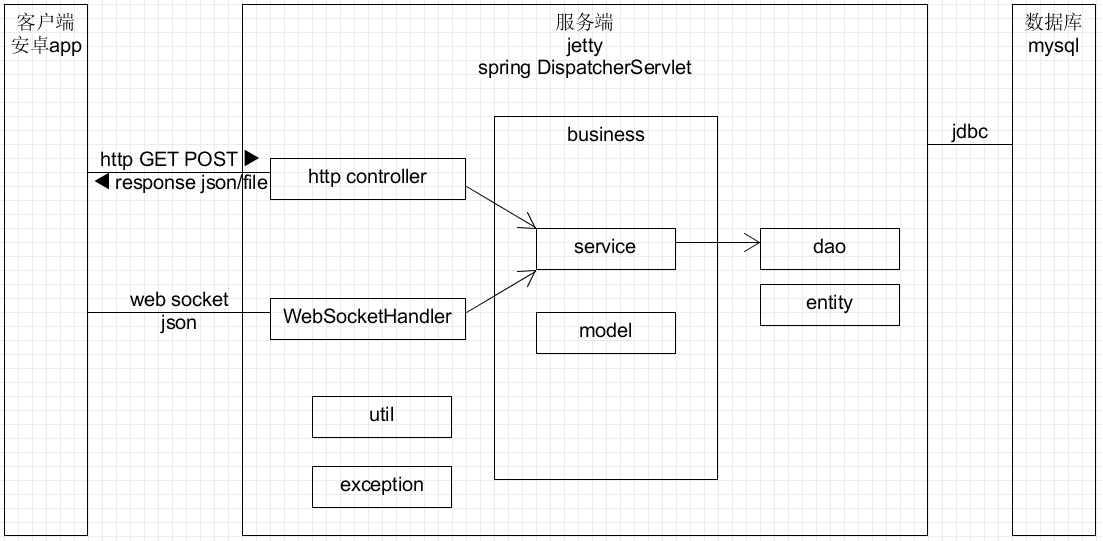 客户端
安卓app
服务端
jetty
spring DispatcherServlet
数据库
mysql
business
jdbc
http GET POST
response json/file
http controller
service
dao
web socket
json
WebSocketHandler
model
entity
util
exception